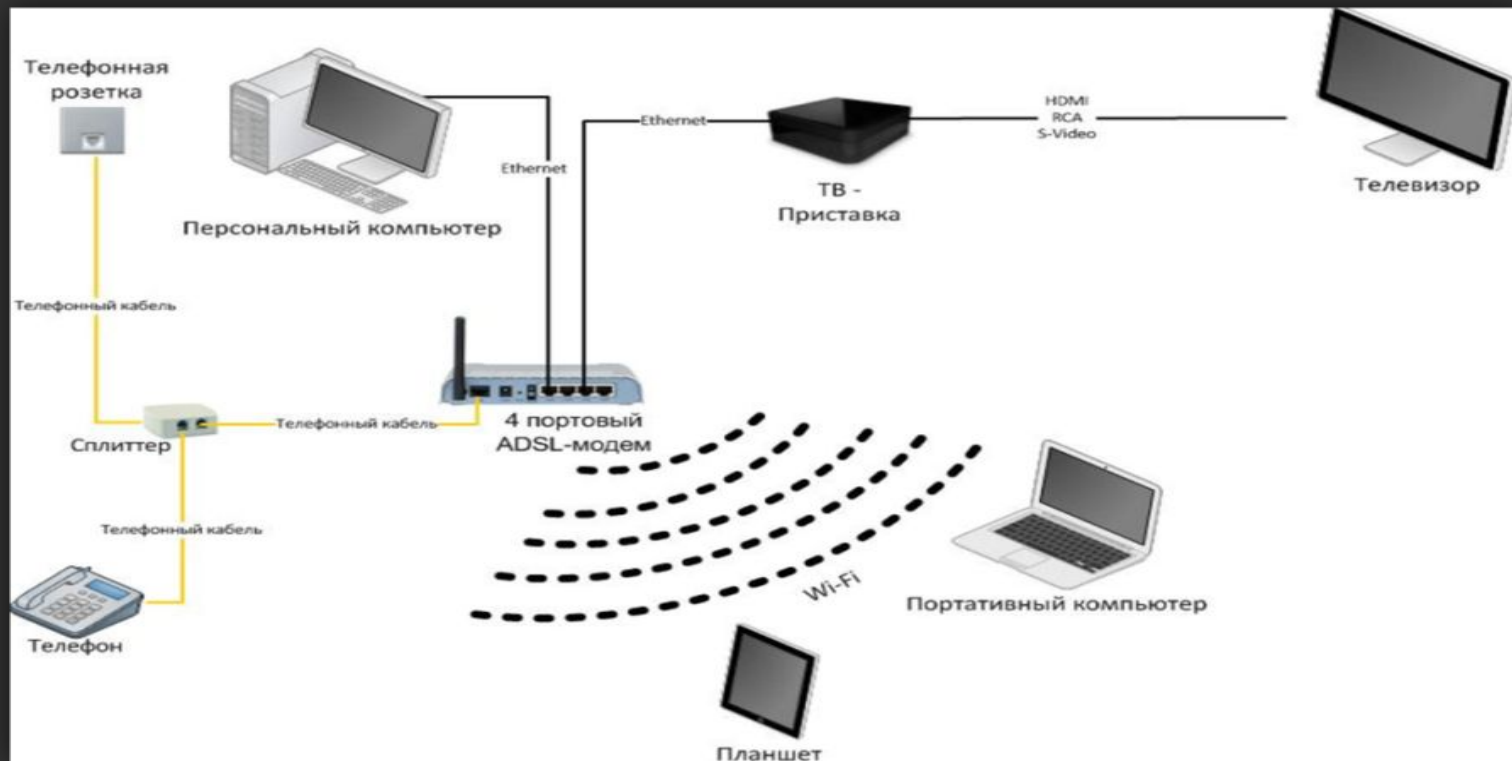 Телефонная
розетка
Персональный компьютер
Ethernet
Ethernet
ТВ -
Приставка
HDMI
RCA
S-Video
Телевизор
Телефонный кабель
Сплиттер
Телефонный кабель
4 портовый
ADSL-модем
Телефонный кабель
Телефон
Wi-Fi
Портативный компьютер
Планшет